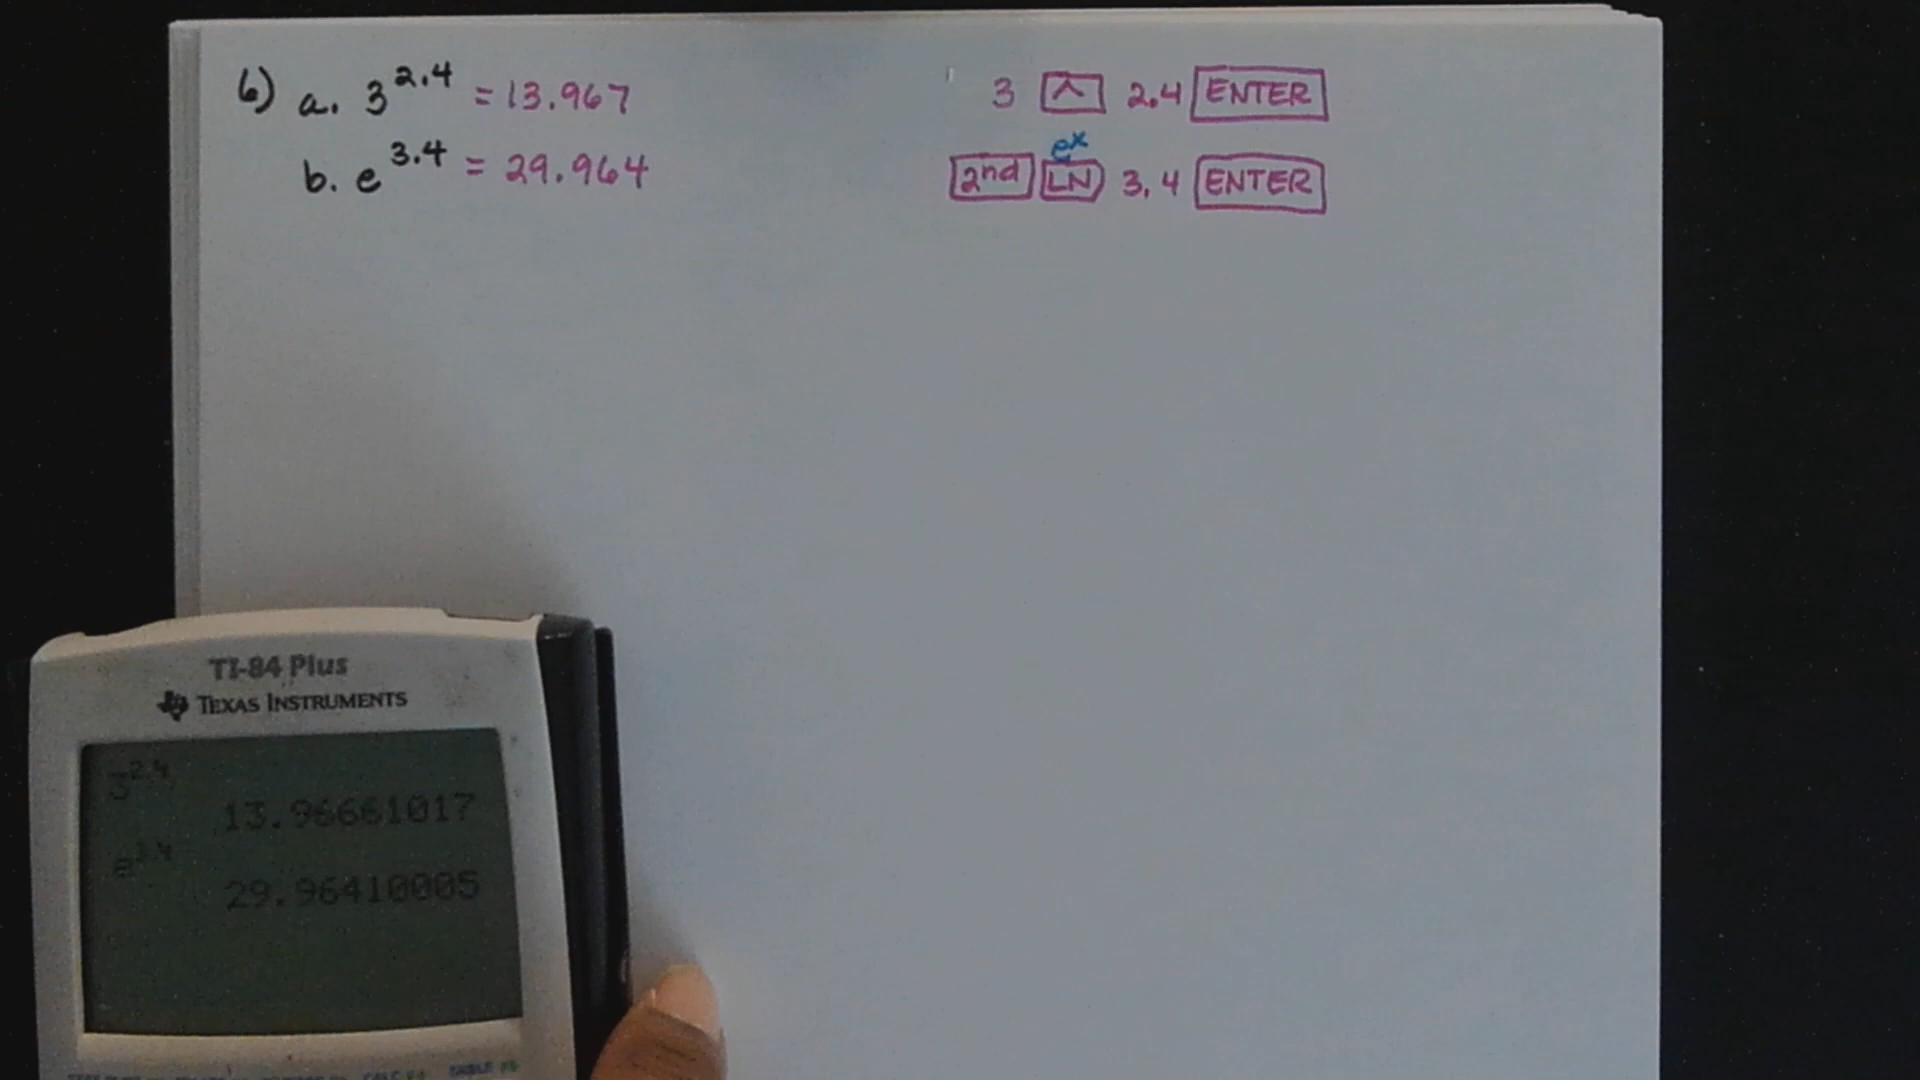 6) a. 3^2.4 = 13.967 3 ^ 2.4 ENTER
e^x
b. e^3.4 = 29.964 2nd LN 3.4 ENTER
TI-84 Plus
TEXAS INSTRUMENTS
3^2.4
13.96661017
e^3.4
29.96410005